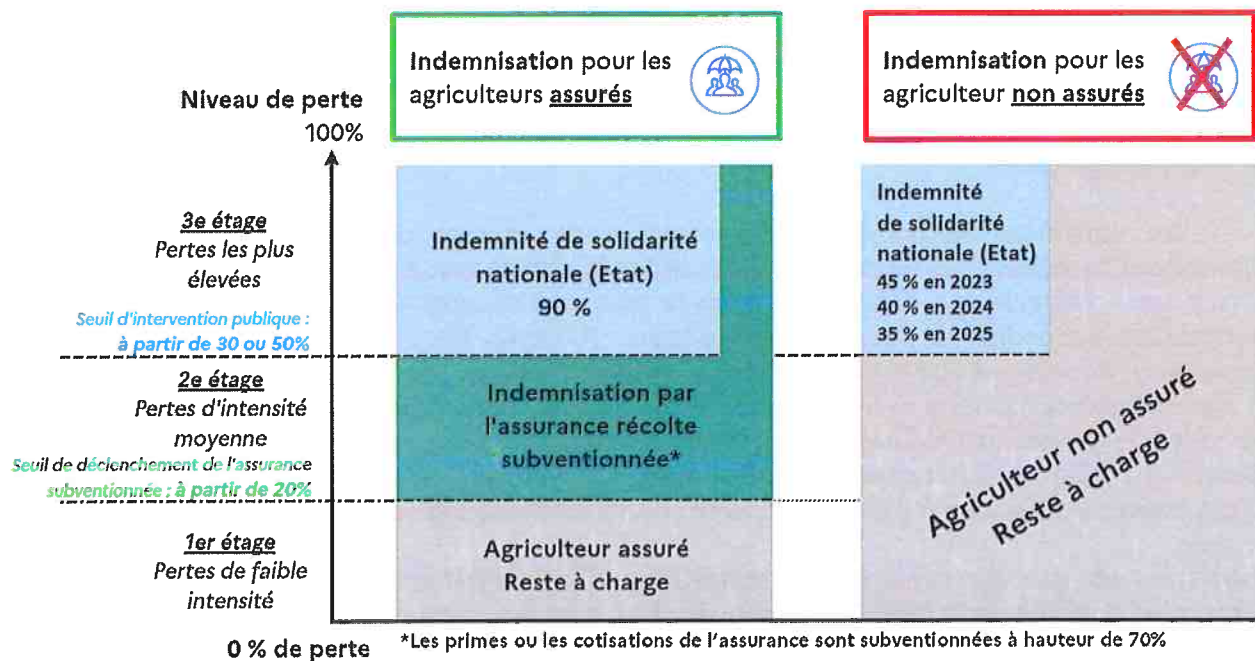 Indemnisation pour les
agriculteurs assurés
Indemnisation pour les
agriculteur non assurés
Niveau de perte
100%
3e étage
Pertes les plus
élevées
Seuil d'intervention publique :
à partir de 30 ou 50%
2e étage
Pertes d'intensité
moyenne
Seuil de déclenchement de l'assurance
subventionnée : à partir de 20%
1er étage
Pertes de faible
intensité
0 % de perte
Indemnité de solidarité
nationale (Etat)
90 %
Indemnisation par
l'assurance récolte
subventionnée*
Agriculteur assuré
Reste à charge
Indemnité
de solidarité
nationale (Etat)
45 % en 2023
40 % en 2024
35 % en 2025
Agriculteur non assuré
Reste à charge
*Les primes ou les cotisations de l'assurance sont subventionnées à hauteur de 70%